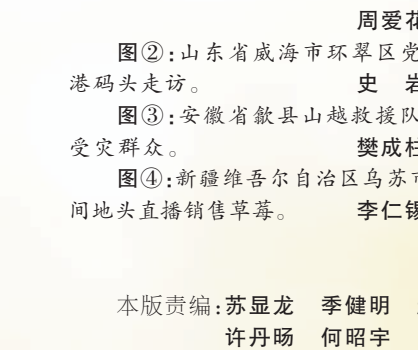 周爱
图②:山东省威海市环翠区党
港码头走访。 史 岩
图③:安徽省歙县山越救援队
受灾群众。 樊成
图④:新疆维吾尔自治区乌苏
间地头直播销售草莓。 李仁
本版责编:苏显龙 季健明
许丹旸 何昭宇